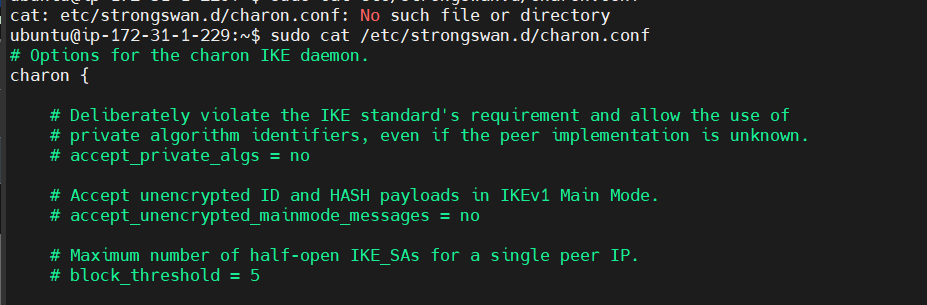 cat: etc/strongswan.d/charon.conf: No such file or directory
ubuntu@ip-172-31-1-229:~$ sudo cat /etc/strongswan.d/charon.conf
# Options for the charon IKE daemon.
charon {
# Deliberately violate the IKE standard's requirement and allow the use of
# private algorithm identifiers, even if the peer implementation is unknown.
# accept_private_algs = no
# Accept unencrypted ID and HASH payloads in IKEv1 Main Mode.
# accept_unencrypted_mainmode_messages = no
# Maximum number of half-open IKE_SAs for a single peer IP.
# block_threshold = 5